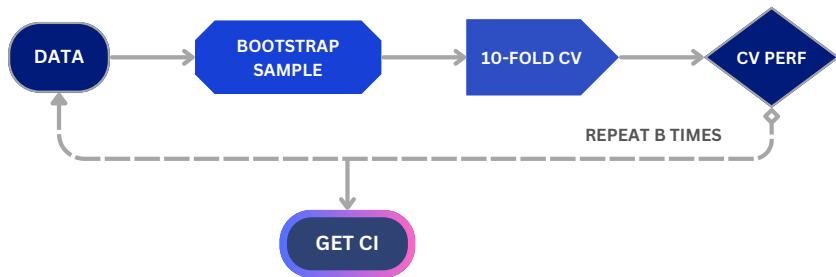 DATA
BOOTSTRAP
SAMPLE
10-FOLD CV
CV PERF
REPEAT B TIMES
GET CI